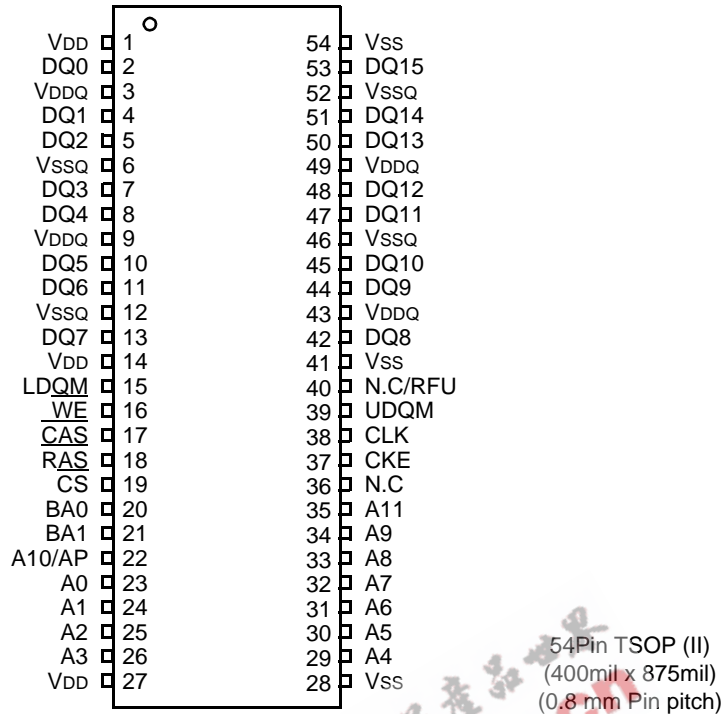 VDD 1 54 VSS
DQ0 2 53 DQ15
VDDQ 3 52 VSSQ
DQ1 4 51 DQ14
DQ2 5 50 DQ13
VSSQ 6 49 VDDQ
DQ3 7 48 DQ12
DQ4 8 47 DQ11
VDDQ 9 46 VSSQ
DQ5 10 45 DQ10
DQ6 11 44 DQ9
VSSQ 12 43 VDDQ
DQ7 13 42 DQ8
VDD 14 41 VSS
LDQM 15 40 N.C/RFU
WE 16 39 UDQM
CAS 17 38 CLK
RAS 18 37 CKE
CS 19 36 N.C
BA0 20 35 A11
BA1 21 34 A9
A10/AP 22 33 A8
A0 23 32 A7
A1 24 31 A6
A2 25 30 A5
A3 26 29 A4
VDD 27 28 VSS
54Pin TSOP (II)
(400mil x 875mil)
(0.8 mm Pin pitch)